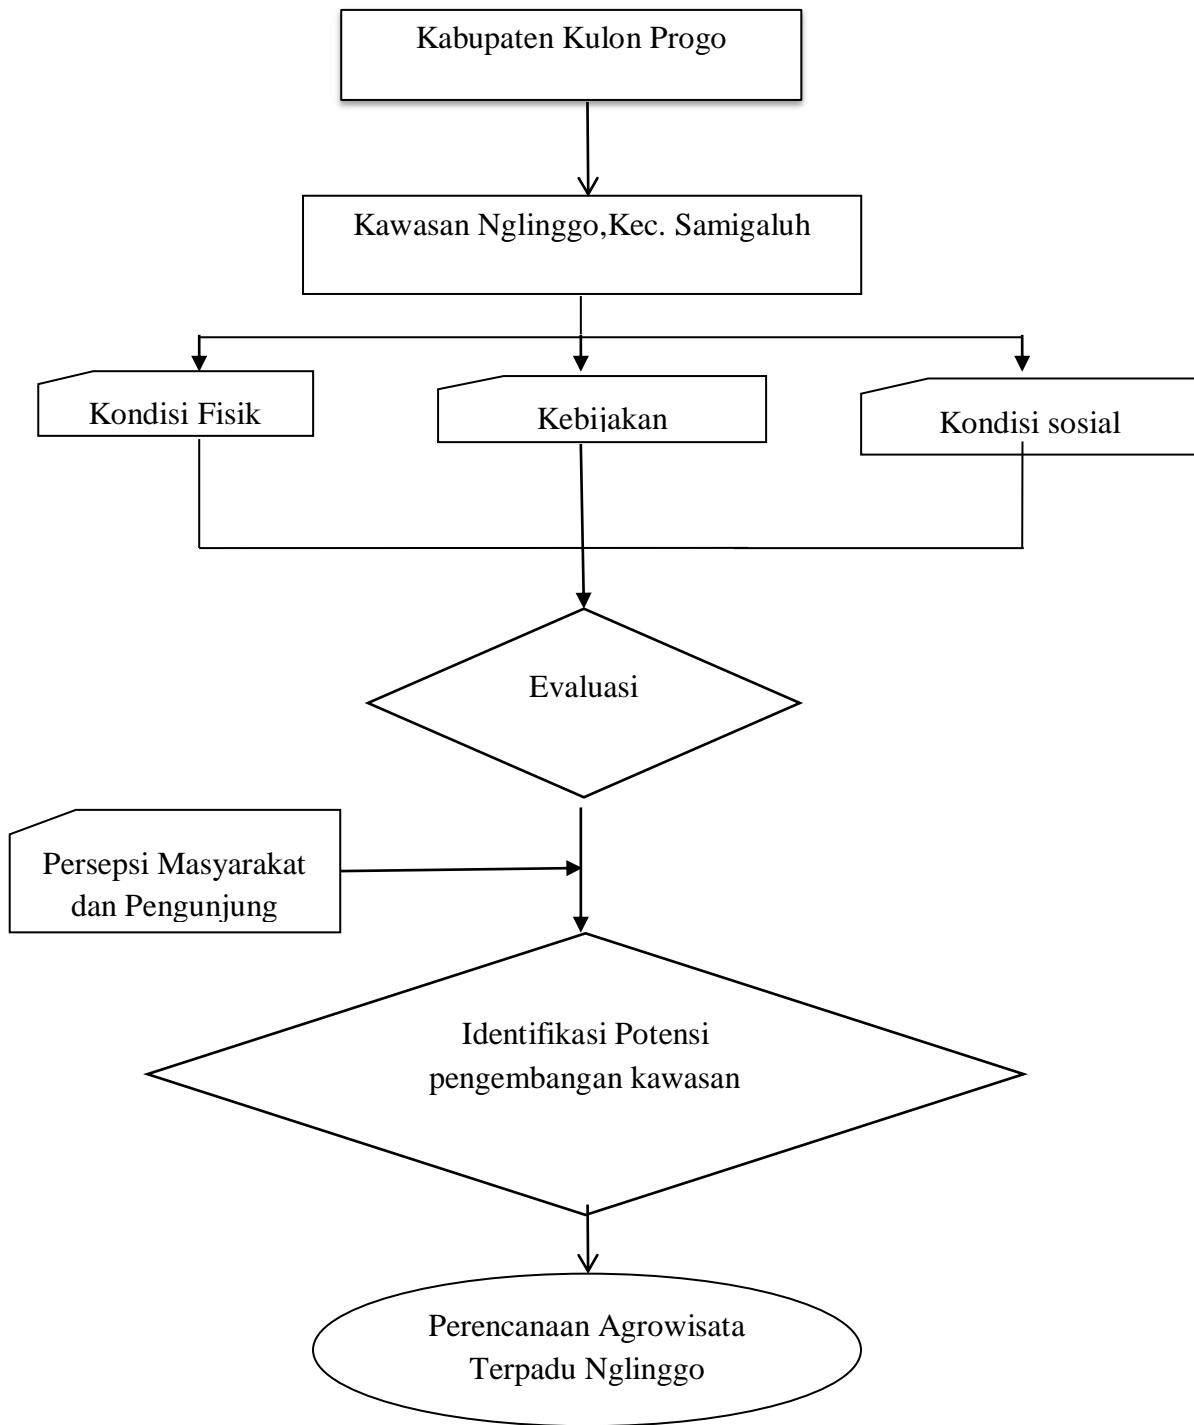 Kabupaten Kulon Progo
Kawasan Nglinggo,Kec. Samigaluh
Kondisi Fisik
Kebijakan
Kondisi sosial
Evaluasi
Persepsi Masyarakat
dan Pengunjung
Identifikasi Potensi
pengembangan kawasan
Perencanaan Agrowisata
Terpadu Nglinggo